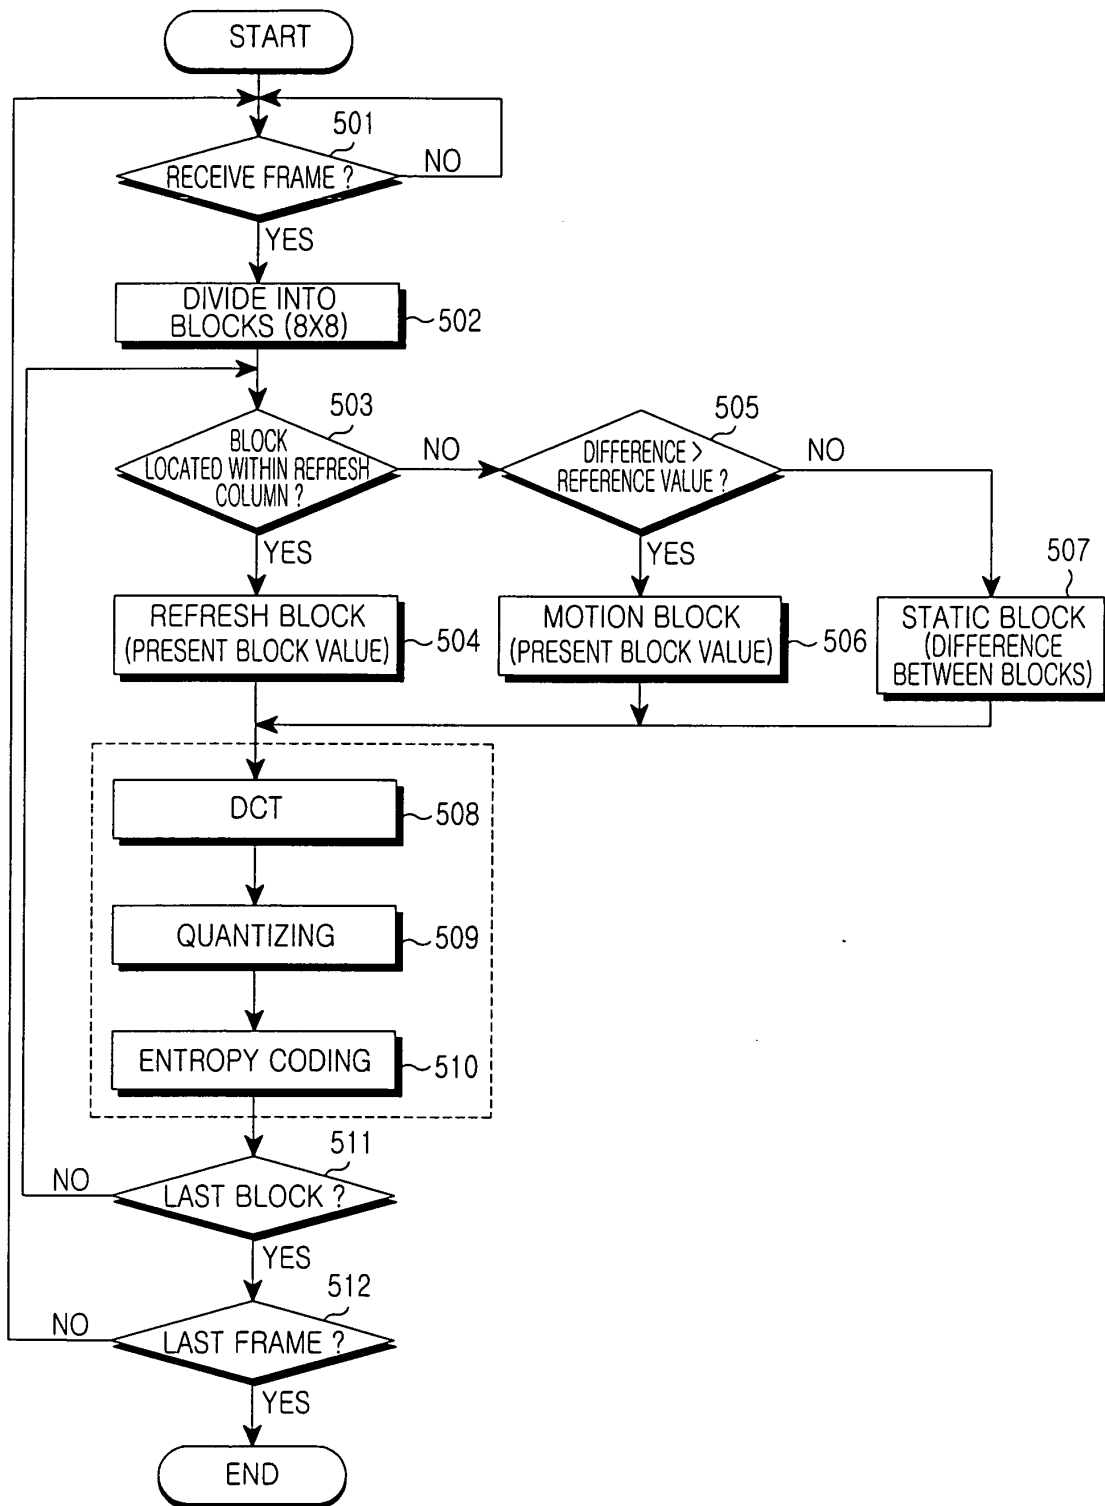 START
501
RECEIVE FRAME ?
NO
YES
DIVIDE INTO
BLOCKS (8X8)
502
503
BLOCK
LOCATED WITHIN REFRESH
COLUMN ?
NO
YES
505
DIFFERENCE >
REFERENCE VALUE ?
NO
YES
507
REFRESH BLOCK
(PRESENT BLOCK VALUE)
504
MOTION BLOCK
(PRESENT BLOCK VALUE)
506
STATIC BLOCK
(DIFFERENCE
BETWEEN BLOCKS)
DCT
508
QUANTIZING
509
ENTROPY CODING
510
511
NO
LAST BLOCK ?
YES
512
NO
LAST FRAME ?
YES
END